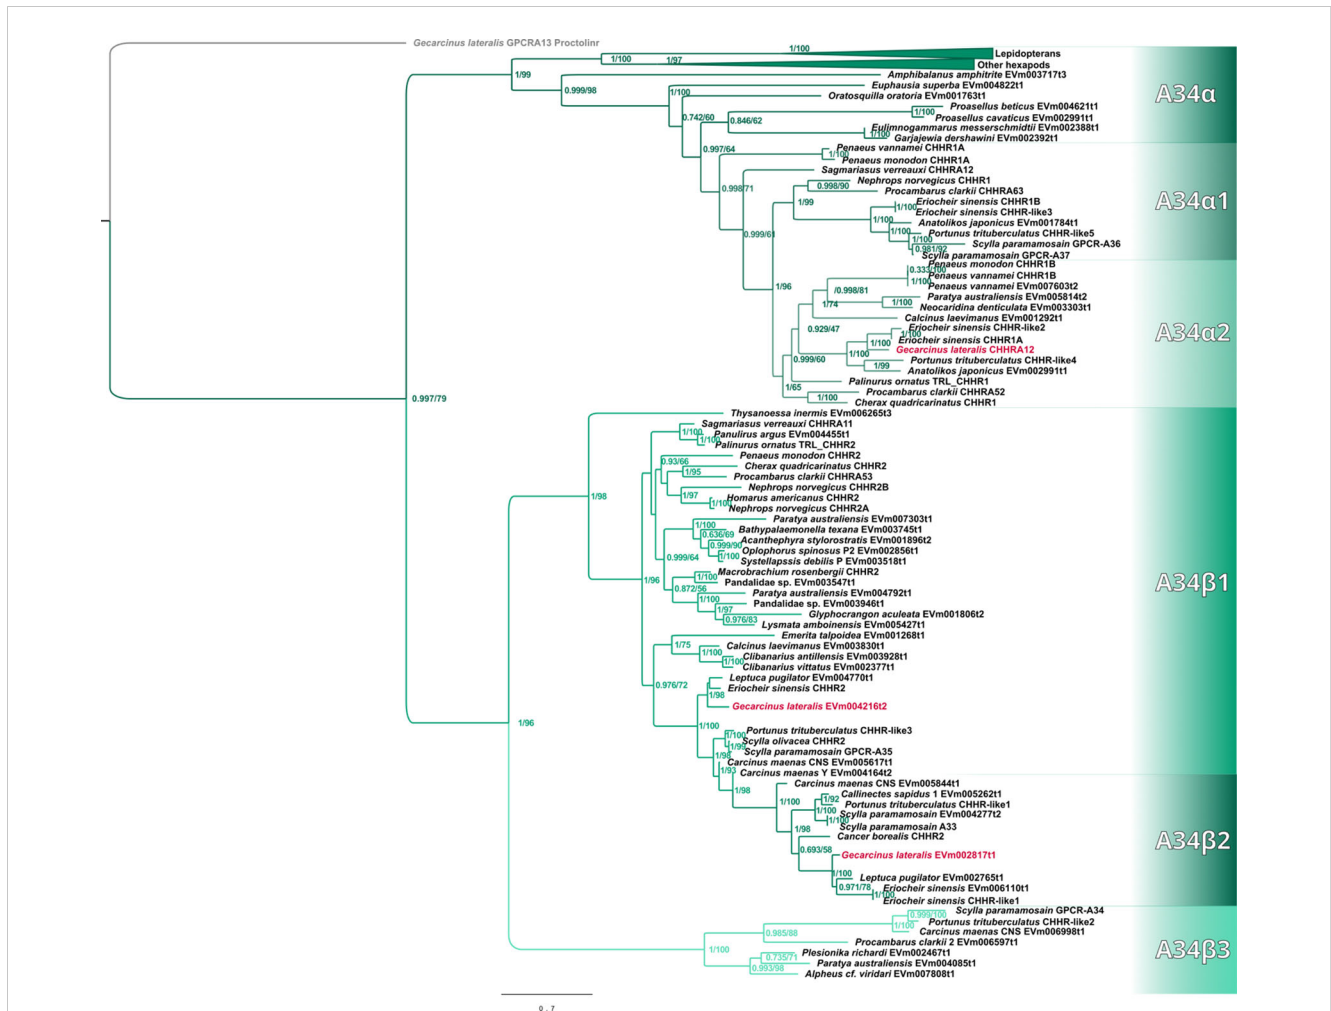 Gecarcinus lateralis GPCRA13 Proctolinr
1/100
Lepidopterans
1/100
1/97
Other hexapods
1/99
Amphibalanus amphitrite EVm003717t3
0.999/98
Euphausia superba EVm004822t1
1/100
Oratosquilla oratoria EVm001763t1
A34α
Proasellus beticus EVm004621t1
1/100
0.742/60
Proasellus cavaticus EVm002991t1
0.846/62
Eulimnogammarus messerschmidtii EVm002388t1
1/100
Garjajewia dershawini EVm002392t1
0.997/64
Penaeus vannamei CHHR1A
1/100
Penaeus monodon CHHR1A
Sagmariasus verreauxi CHHRA12
Nephrops norvegicus CHHR1
0.998/90
0.998/71
Procambarus clarkii CHHRA63
A34α1
Eriocheir sinensis CHHR1B
1/99
1/100
Eriocheir sinensis CHHR-like3
1/100
Anatolikos japonicus EVm001784t1
1/100
Portunus trituberculatus CHHR-like5
0.999/61
1/100
Scylla paramamosain GPCR-A36
0.981/92
Scylla paramamosain GPCR-A37
Penaeus monodon CHHR1B
0.333/100
Penaeus vannamei CHHR1B
1/96
1/100
Penaeus vannamei EVm007603t2
/0.998/81
Paratya australiensis EVm005814t2
1/74
1/100
Neocaridina denticulata EVm003303t1
Calcinus laevimanus EVm001292t1
0.929/47
Eriocheir sinensis CHHR-like2
1/100
A34α2
Eriocheir sinensis CHHR1A
1/100
Gecarcinus lateralis CHHRA12
1/100
0.999/60
Portunus trituberculatus CHHR-like4
1/99
Anatolikos japonicus EVm002991t1
Palinurus ornatus TRL_CHHR1
1/65
Procambarus clarkii CHHRA52
1/100
Cherax quadricarinatus CHHR1
0.997/79
Thysanoessa inermis EVm006265t3
Sagmariasus verreauxi CHHRA11
1/100
Panulirus argus EVm004455t1
1/100
Palinurus ornatus TRL_CHHR2
Penaeus monodon CHHR2
0.93/66
Cherax quadricarinatus CHHR2
1/95
Procambarus clarkii CHHRA53
Nephrops norvegicus CHHR2B
1/98
1/97
Homarus americanus CHHR2
1/100
Nephrops norvegicus CHHR2A
Paratya australiensis EVm007303t1
1/100
Bathypalaemonella texana EVm003745t1
0.636/69
Acanthephyra stylorostratis EVm001896t2
0.999/90
Oplophorus spinosus P2 EVm002856t1
0.999/64
1/100
Systellapssis debilis P EVm003518t1
Macrobrachium rosenbergii CHHR2
1/100
1/96
Pandalidae sp. EVm003547t1
A34β1
0.872/56
Paratya australiensis EVm004792t1
1/100
Pandalidae sp. EVm003946t1
1/97
Glyphocrangon aculeata EVm001806t2
0.976/83
Lysmata amboinensis EVm005427t1
Emerita talpoidea EVm001268t1
1/75
Calcinus laevimanus EVm003830t1
1/100
Clibanarius antillensis EVm003928t1
1/100
Clibanarius vittatus EVm002377t1
Leptuca pugilator EVm004770t1
0.976/72
Eriocheir sinensis CHHR2
1/98
Gecarcinus lateralis EVm004216t2
1/96
1/100
Portunus trituberculatus CHHR-like3
1/100
Scylla olivacea CHHR2
1/99
Scylla paramamosain GPCR-A35
1/98
Carcinus maenas CNS EVm005617t1
1/93
Carcinus maenas Y EVm004164t2
Carcinus maenas CNS EVm005844t1
1/98
Callinectes sapidus 1 EVm005262t1
1/92
1/100
Portunus trituberculatus CHHR-like1
1/100
Scylla paramamosain EVm004277t2
1/100
Scylla paramamosain A33
1/98
Cancer borealis CHHR2
A34β2
0.693/58
Gecarcinus lateralis EVm002817t1
1/100
Leptuca pugilator EVm002765t1
0.971/78
Eriocheir sinensis EVm006110t1
1/100
Eriocheir sinensis CHHR-like1
Scylla paramamosain GPCR-A34
0.999/100
Portunus trituberculatus CHHR-like2
1/100
Carcinus maenas CNS EVm006998t1
0.985/88
Procambarus clarkii 2 EVm006597t1
1/100
A34β3
Plesionika richardi EVm002467t1
0.735/71
Paratya australiensis EVm004085t1
0.993/98
Alpheus cf. viridari EVm007808t1
0.7